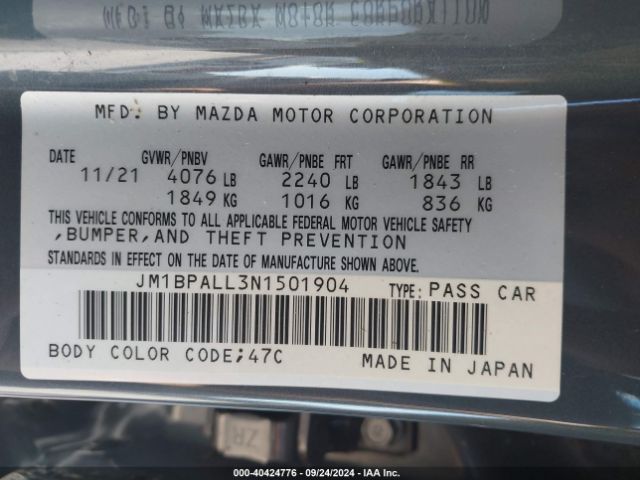 MFD. BY MAZDA MOTOR CORPORATION
DATE GVWR/PNBV GAWR/PNBE FRT GAWR/PNBE RR
11/21 4076 LB 2240 LB 1843 LB
1849 KG 1016 KG 836 KG
THIS VEHICLE CONFORMS TO ALL APPLICABLE FEDERAL MOTOR VEHICLE SAFETY
,BUMPER,AND THEFT PREVENTION
STANDARDS IN EFFECT ON THE DATE OF MANUFACTURE SHOWN ABOVE.
JM1BPALL3N1501904 TYPE: PASS CAR
BODY COLOR CODE;47C MADE IN JAPAN
ZR
000-40424776 - 09/24/2024 - IAA Inc.